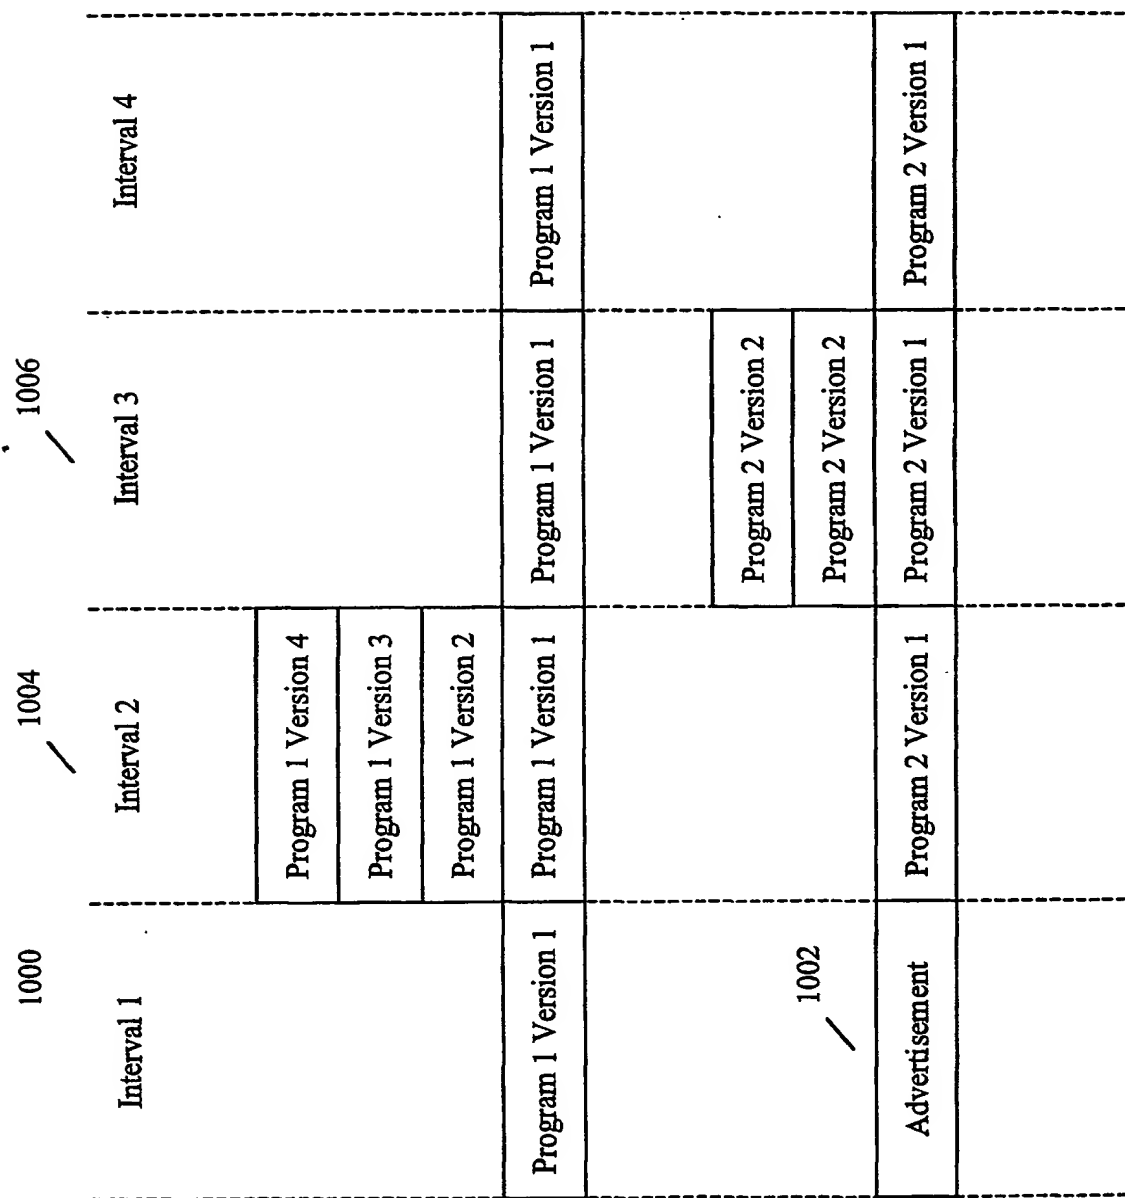 1000
1004
1006
Interval 1
Interval 2
Interval 3
Interval 4
Program 1 Version 4
Program 1 Version 3
Program 1 Version 2
Program 1 Version 1
Program 1 Version 1
Program 1 Version 1
Program 1 Version 1
Program 2 Version 2
1002
Program 2 Version 2
Advertisement
Program 2 Version 1
Program 2 Version 1
Program 2 Version 1